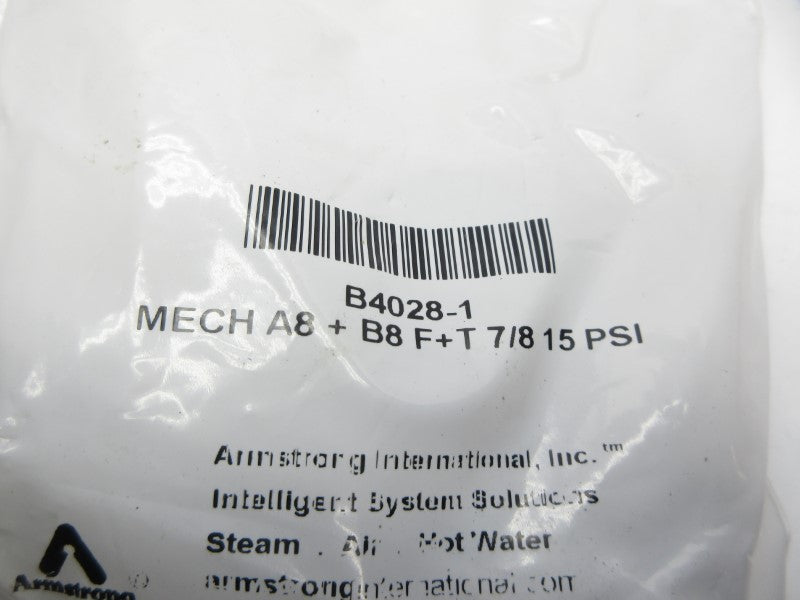 B4028-1
MECH A8 + B8 F+T 7/8 15 PSI
Armstrong International, Inc.™
Intelligent System Solutions
Steam . Air . Hot Water
Armstrong
armstronginternational.com